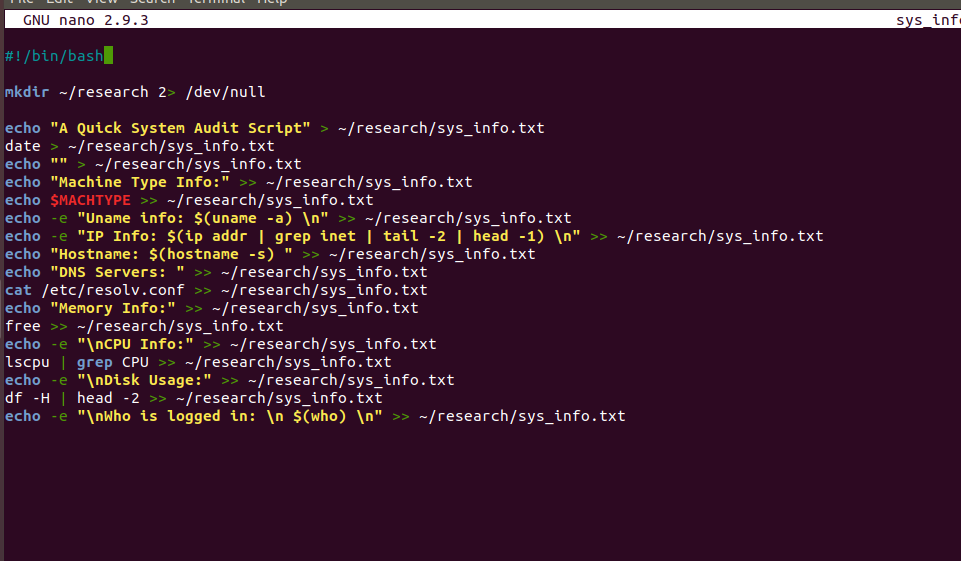 GNU nano 2.9.3 sys_info
#!/bin/bash
mkdir ~/research 2> /dev/null
echo "A Quick System Audit Script" > ~/research/sys_info.txt
date > ~/research/sys_info.txt
echo "" > ~/research/sys_info.txt
echo "Machine Type Info:" >> ~/research/sys_info.txt
echo $MACHTYPE >> ~/research/sys_info.txt
echo -e "Uname info: $(uname -a) \n" >> ~/research/sys_info.txt
echo -e "IP Info: $(ip addr | grep inet | tail -2 | head -1) \n" >> ~/research/sys_info.txt
echo "Hostname: $(hostname -s) " >> ~/research/sys_info.txt
echo "DNS Servers: " >> ~/research/sys_info.txt
cat /etc/resolv.conf >> ~/research/sys_info.txt
echo "Memory Info:" >> ~/research/sys_info.txt
free >> ~/research/sys_info.txt
echo -e "\nCPU Info:" >> ~/research/sys_info.txt
lscpu | grep CPU >> ~/research/sys_info.txt
echo -e "\nDisk Usage:" >> ~/research/sys_info.txt
df -H | head -2 >> ~/research/sys_info.txt
echo -e "\nWho is logged in: \n $(who) \n" >> ~/research/sys_info.txt